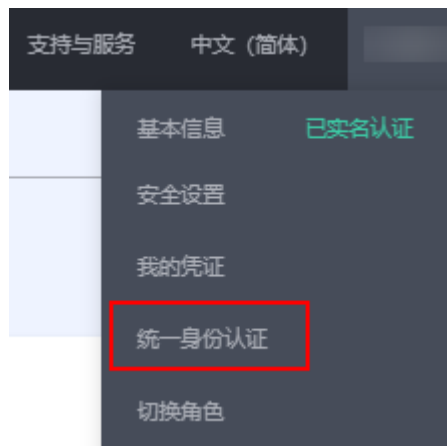 支持与服务 中文 (简体)
基本信息 已实名认证
安全设置
我的凭证
统一身份认证
切换角色